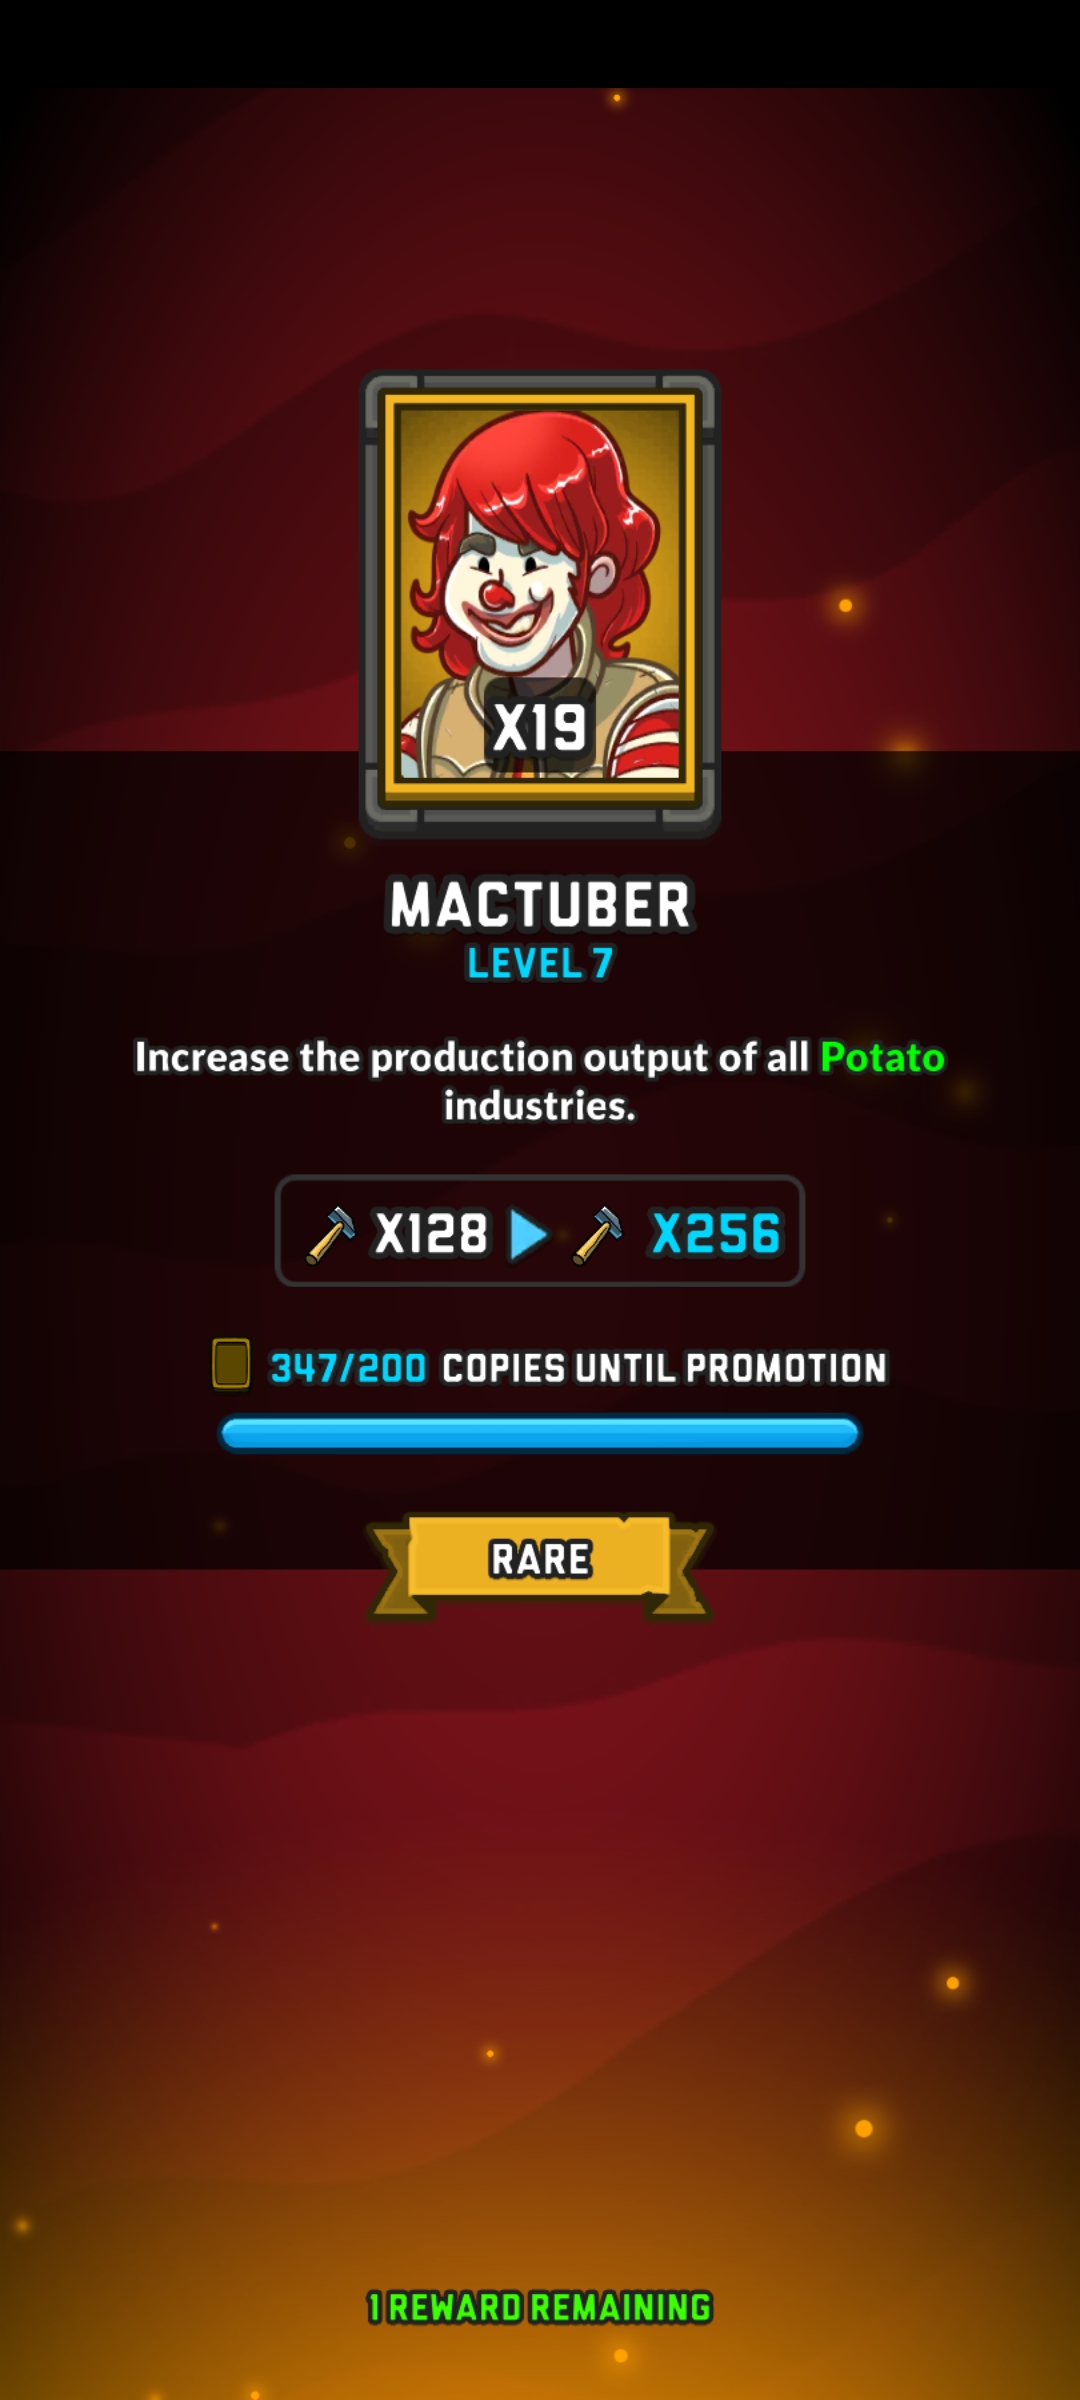 X19
MACTUBER
LEVEL 7
Increase the production output of all Potato
industries.
X128 X256
347/200 COPIES UNTIL PROMOTION
RARE
1 REWARD REMAINING